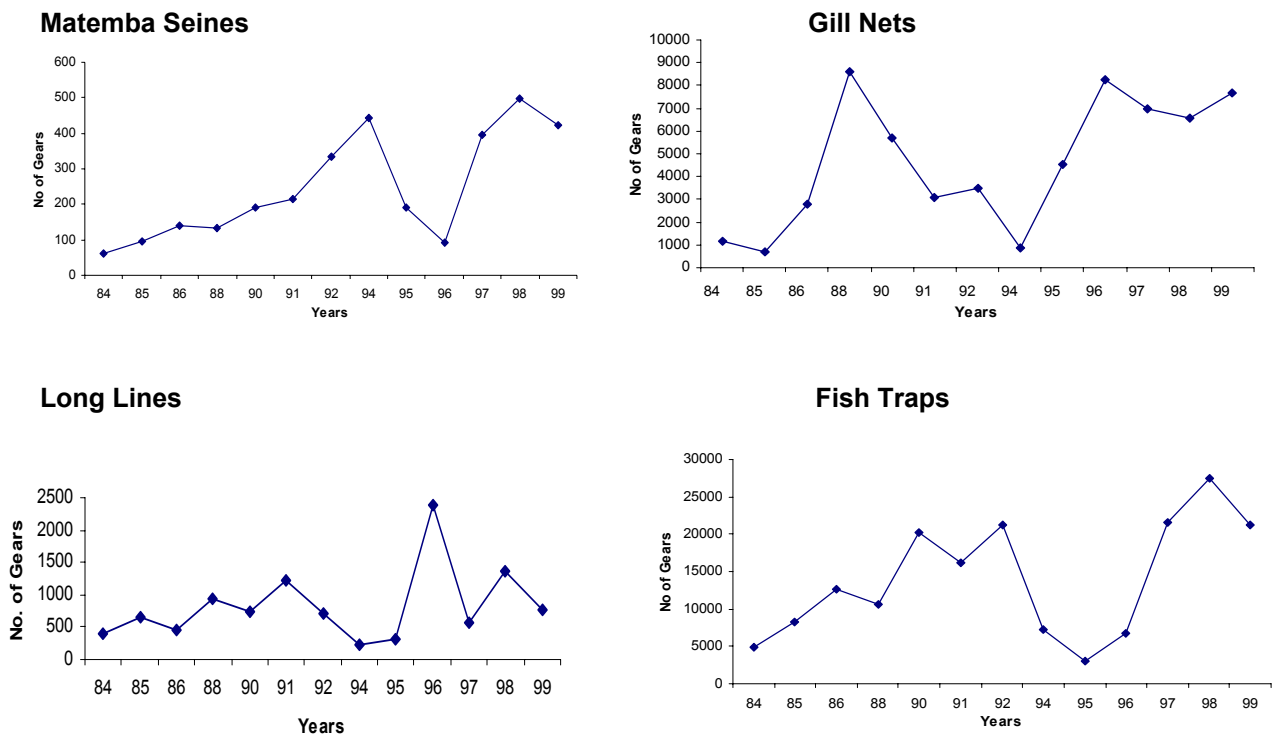 Matemba Seines
600
500
400
300
200
100
0
No of Gears
84 85 86 88 90 91 92 94 95 96 97 98 99
Years
Gill Nets
10000
9000
8000
7000
6000
5000
4000
3000
2000
1000
0
No of Gears
84 85 86 88 90 91 92 94 95 96 97 98 99
Years
Long Lines
2500
2000
1500
1000
500
0
No. of Gears
84 85 86 88 90 91 92 94 95 96 97 98 99
Years
Fish Traps
30000
25000
20000
15000
10000
5000
0
No of Gears
84 85 86 88 90 91 92 94 95 96 97 98 99
Years